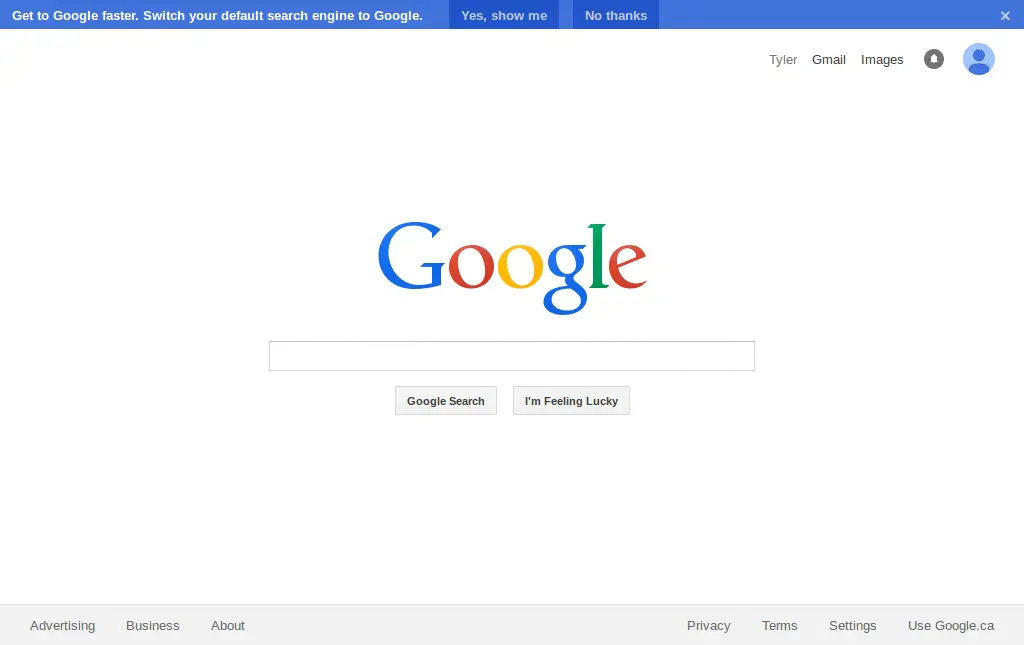 Get to Google faster. Switch your default search engine to Google. Yes, show me No thanks ×
Tyler Gmail Images
Google
Google Search I'm Feeling Lucky
Advertising Business About Privacy Terms Settings Use Google.ca